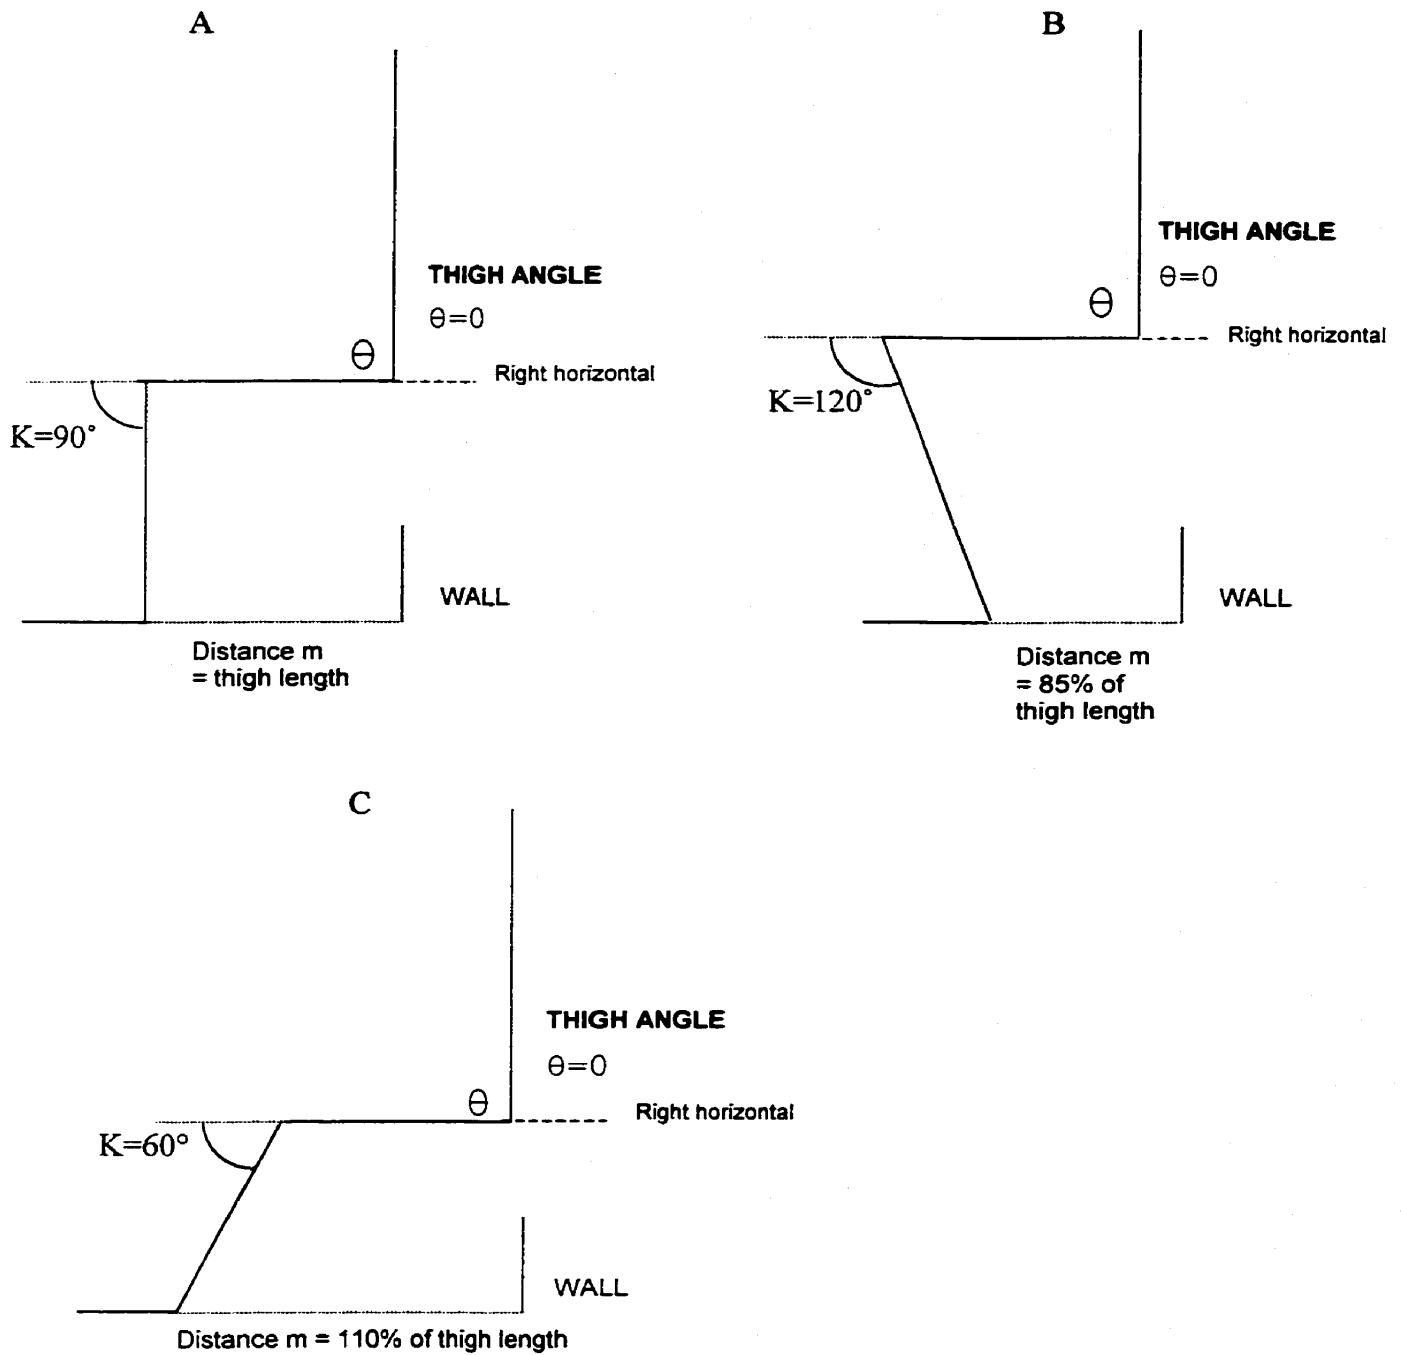 A
THIGH ANGLE
θ=0
θ
Right horizontal
K=90°
WALL
Distance m
= thigh length
B
THIGH ANGLE
θ=0
θ
Right horizontal
K=120°
WALL
Distance m
= 85% of
thigh length
C
THIGH ANGLE
θ=0
θ
Right horizontal
K=60°
WALL
Distance m = 110% of thigh length